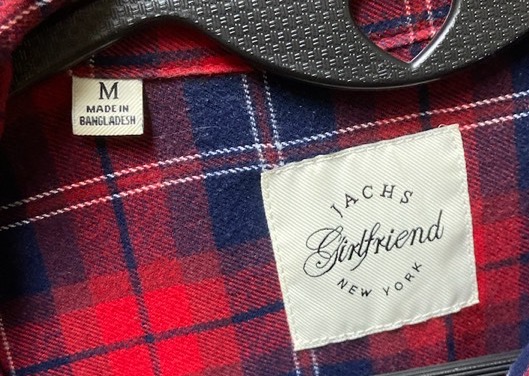 M
MADE IN
BANGLADESH
JACHS
Girlfriend
NEW YORK